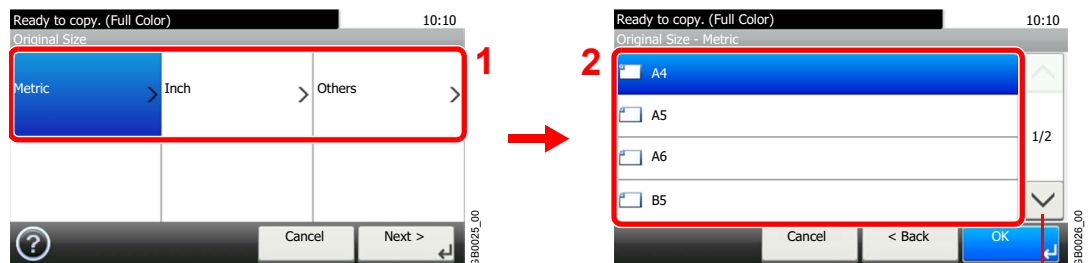 Ready to copy. (Full Color) 10:10
Original Size
1
Metric
Inch
Others
Cancel
Next >
GB0025_00
Ready to copy. (Full Color) 10:10
Original Size - Metric
2
A4
A5
A6
B5
1/2
Cancel
< Back
OK
GB0026_00